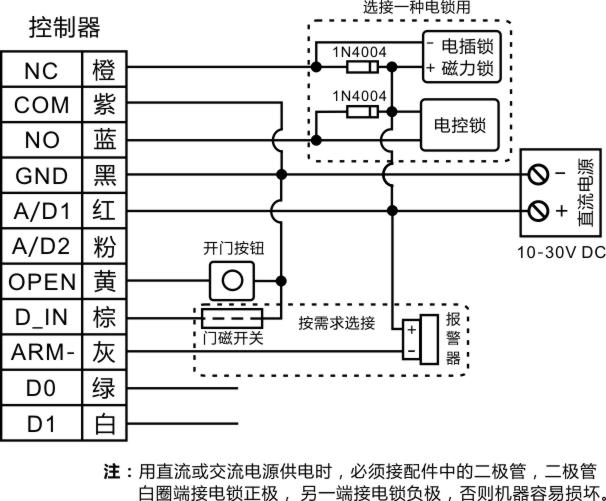 选接一种电锁用
控制器
1N4004
- 电插锁
+ 磁力锁
NC 橙
COM 紫
1N4004
电控锁
NO 蓝
GND 黑
-
直流电源
A/D1 红
+
A/D2 粉
开门按钮
10-30V DC
OPEN 黄
D_IN 棕
按需求选接
门磁开关
报警器
+
-
ARM- 灰
D0 绿
D1 白
注：用直流或交流电源供电时，必须接配件中的二极管，二极管
白圈端接电锁正极，另一端接电锁负极，否则机器容易损坏。